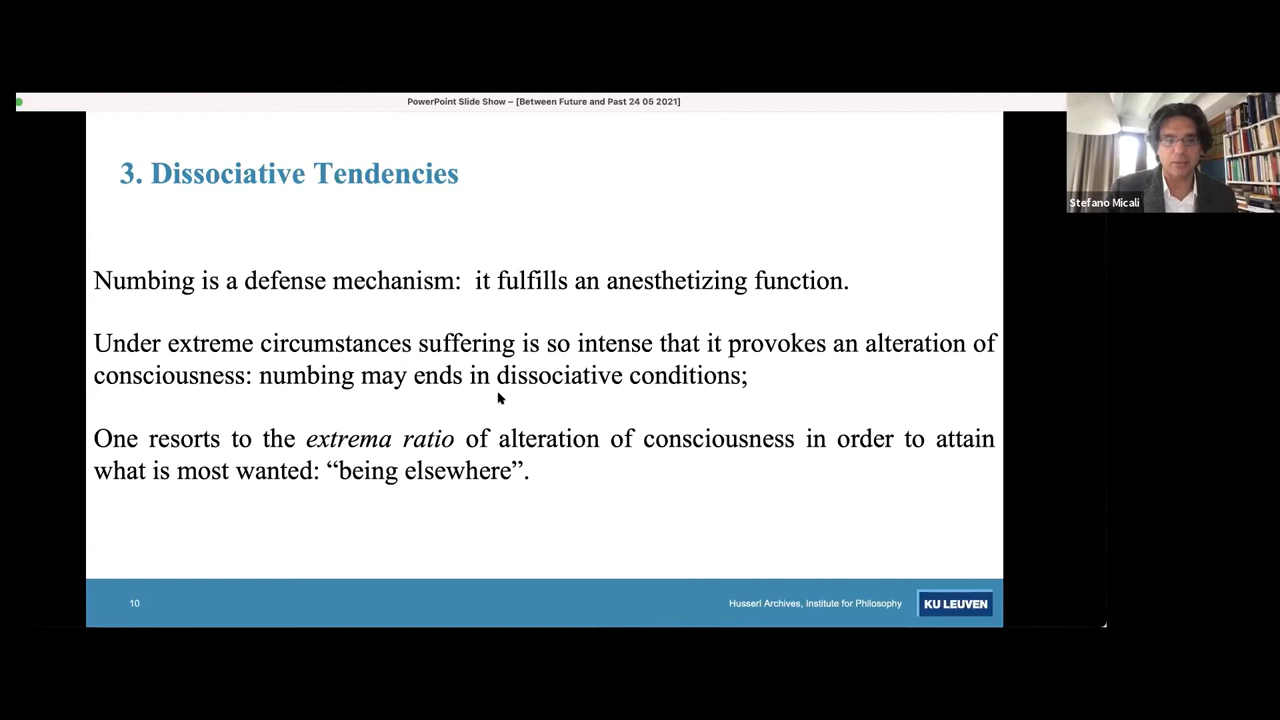 PowerPoint Slide Show – [Between Future and Past 24 05 2021]
Stefano Micali
3. Dissociative Tendencies
Numbing is a defense mechanism: it fulfills an anesthetizing function.
Under extreme circumstances suffering is so intense that it provokes an alteration of
consciousness: numbing may ends in dissociative conditions;
One resorts to the extrema ratio of alteration of consciousness in order to attain
what is most wanted: “being elsewhere”.
10
Husserl Archives, Institute for Philosophy
KU LEUVEN